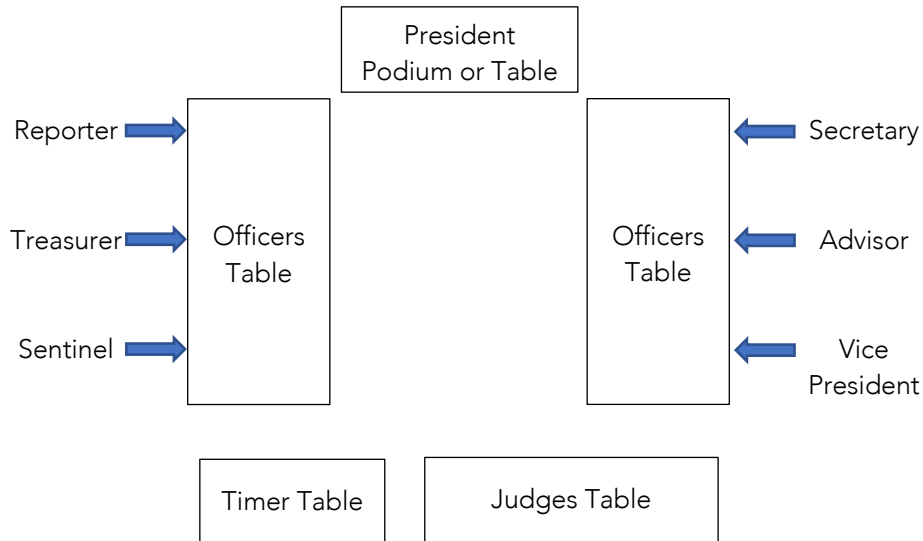 President
Podium or Table
Reporter
Secretary
Treasurer
Officers
Table
Officers
Table
Advisor
Sentinel
Vice
President
Timer Table
Judges Table